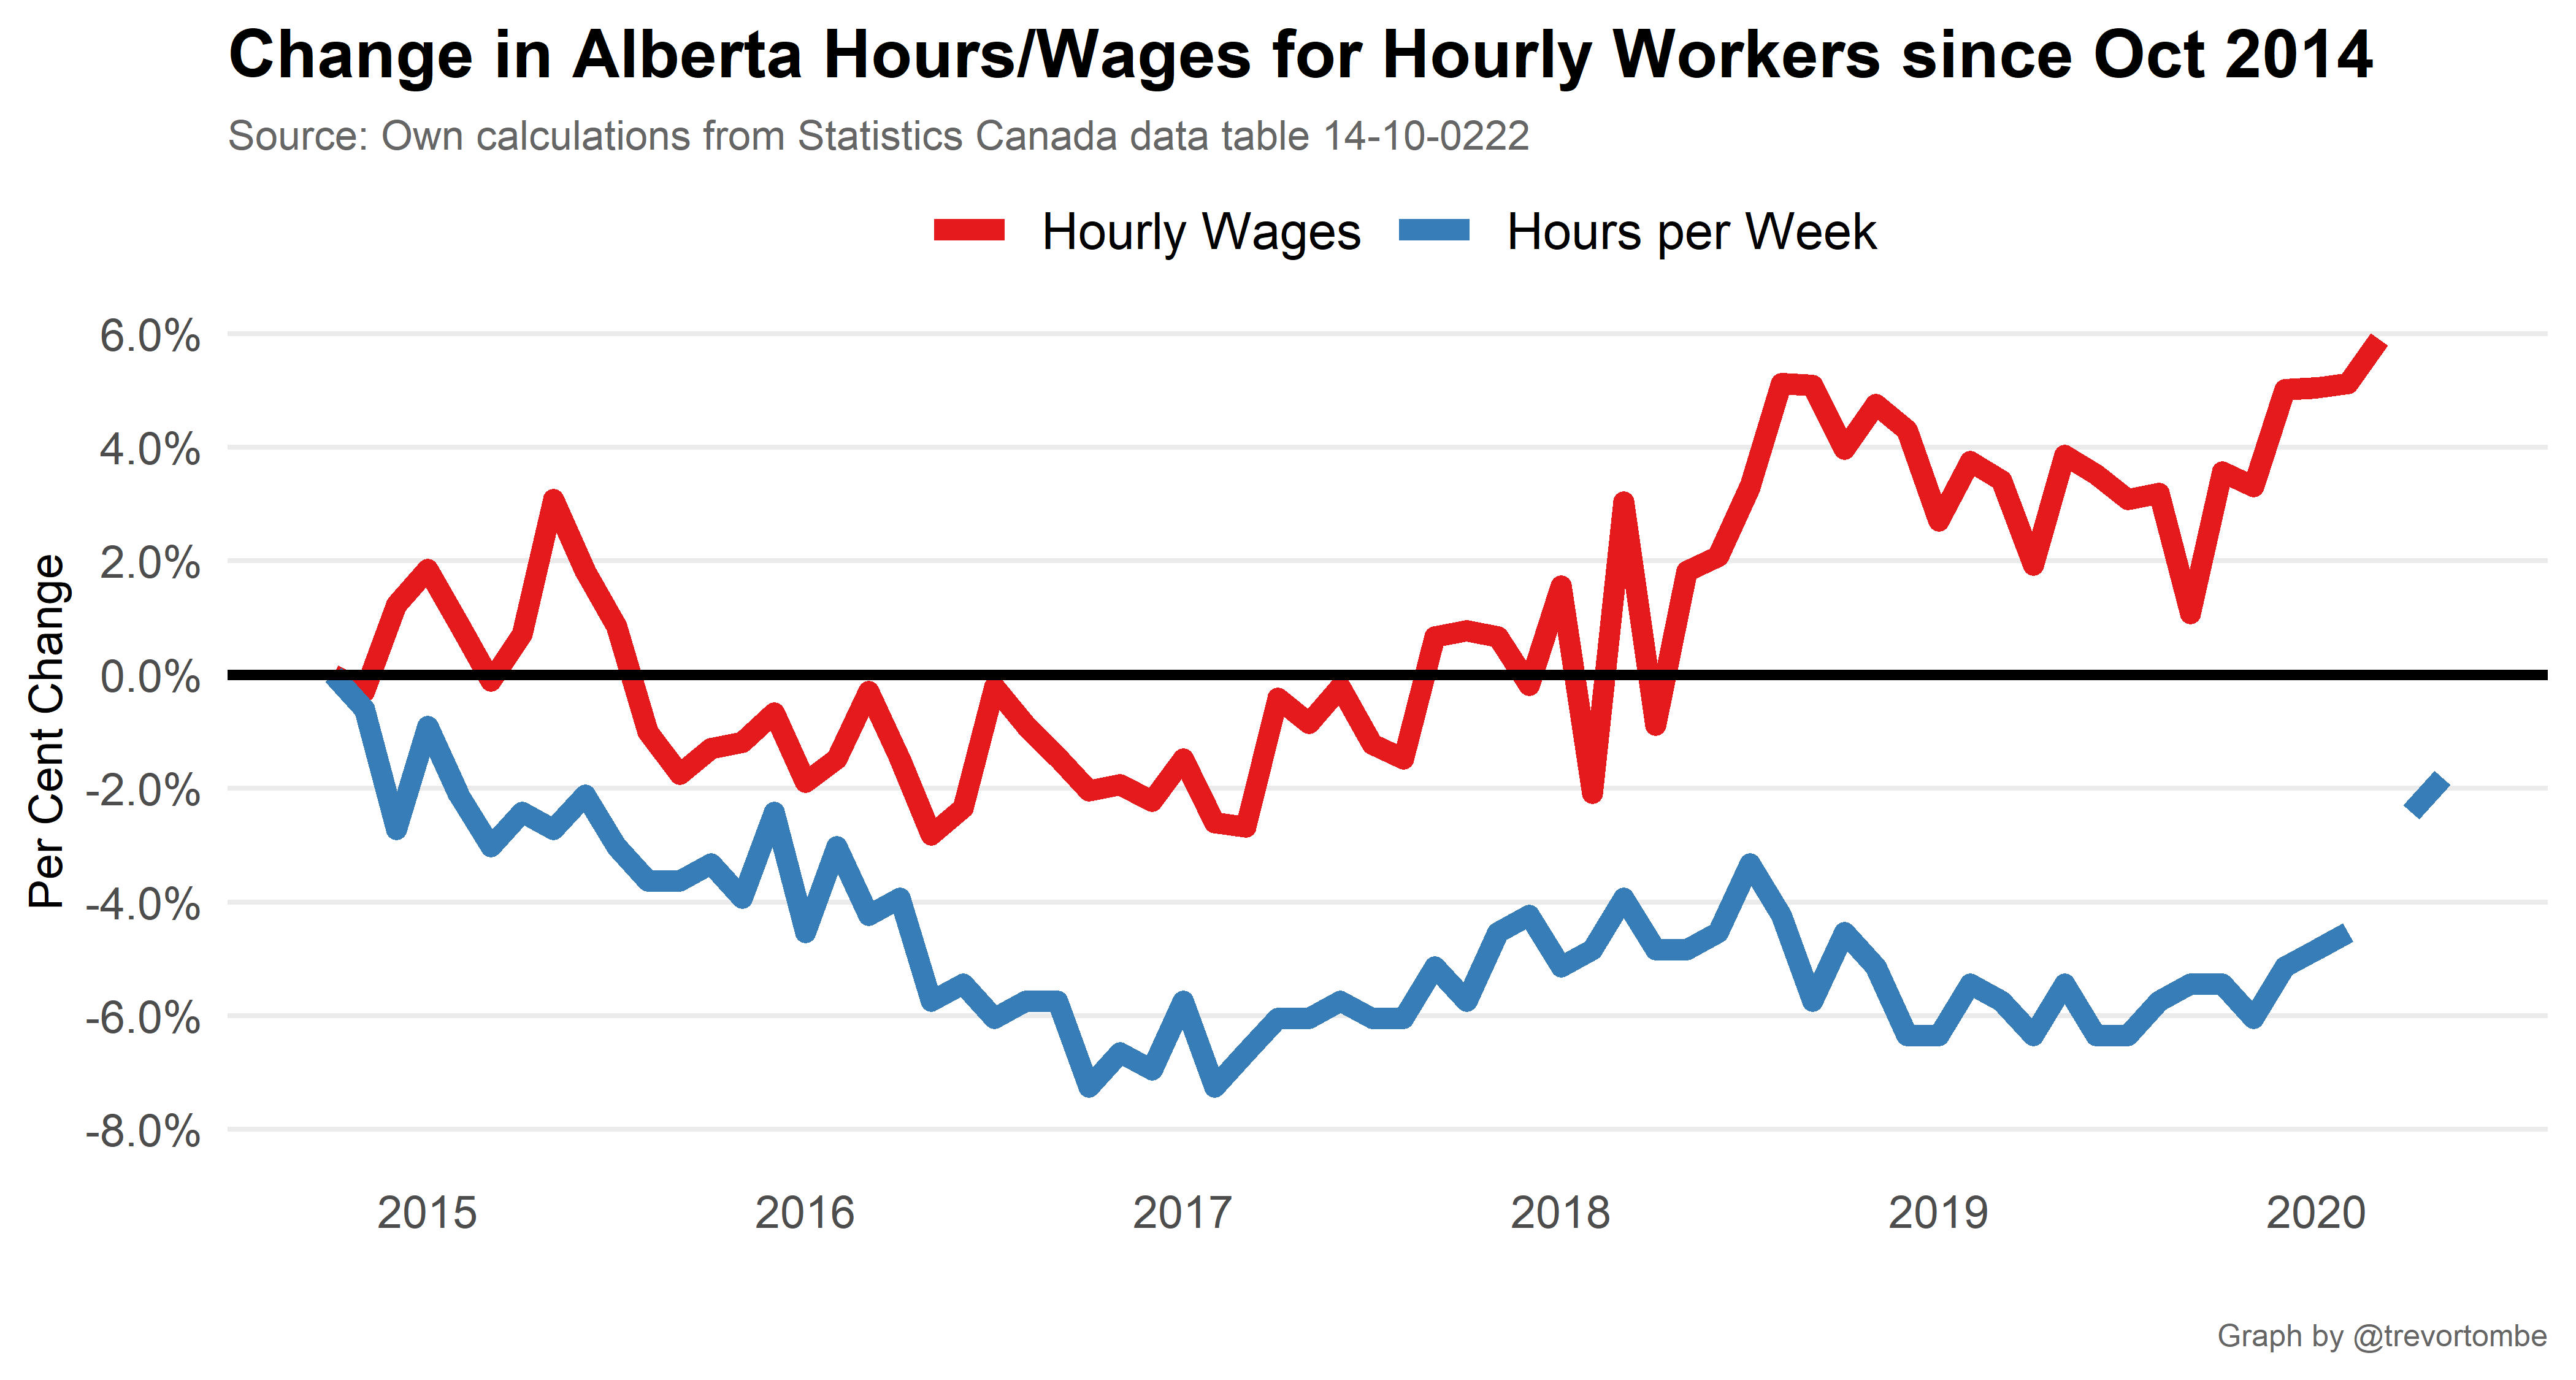 Change in Alberta Hours/Wages for Hourly Workers since Oct 2014
Source: Own calculations from Statistics Canada data table 14-10-0222
Hourly Wages Hours per Week
Per Cent Change
6.0%
4.0%
2.0%
0.0%
-2.0%
-4.0%
-6.0%
-8.0%
2015 2016 2017 2018 2019 2020
Graph by @trevortombe